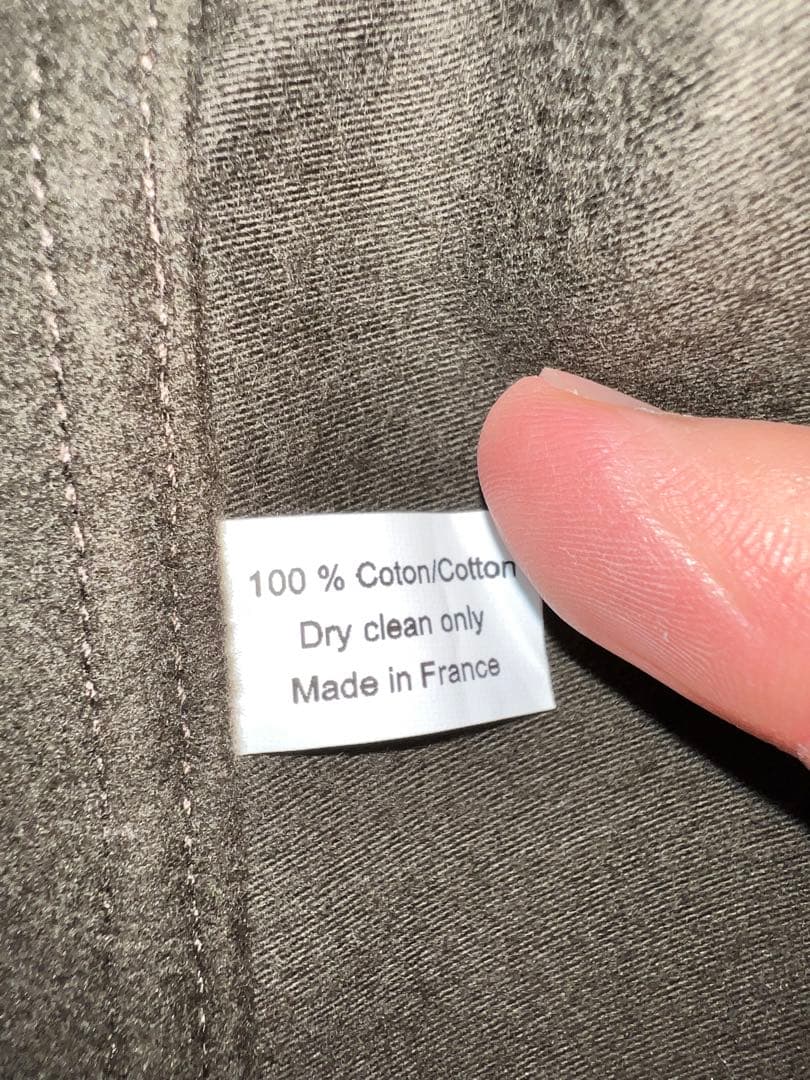 100 % Coton/Cotton
Dry clean only
Made in France